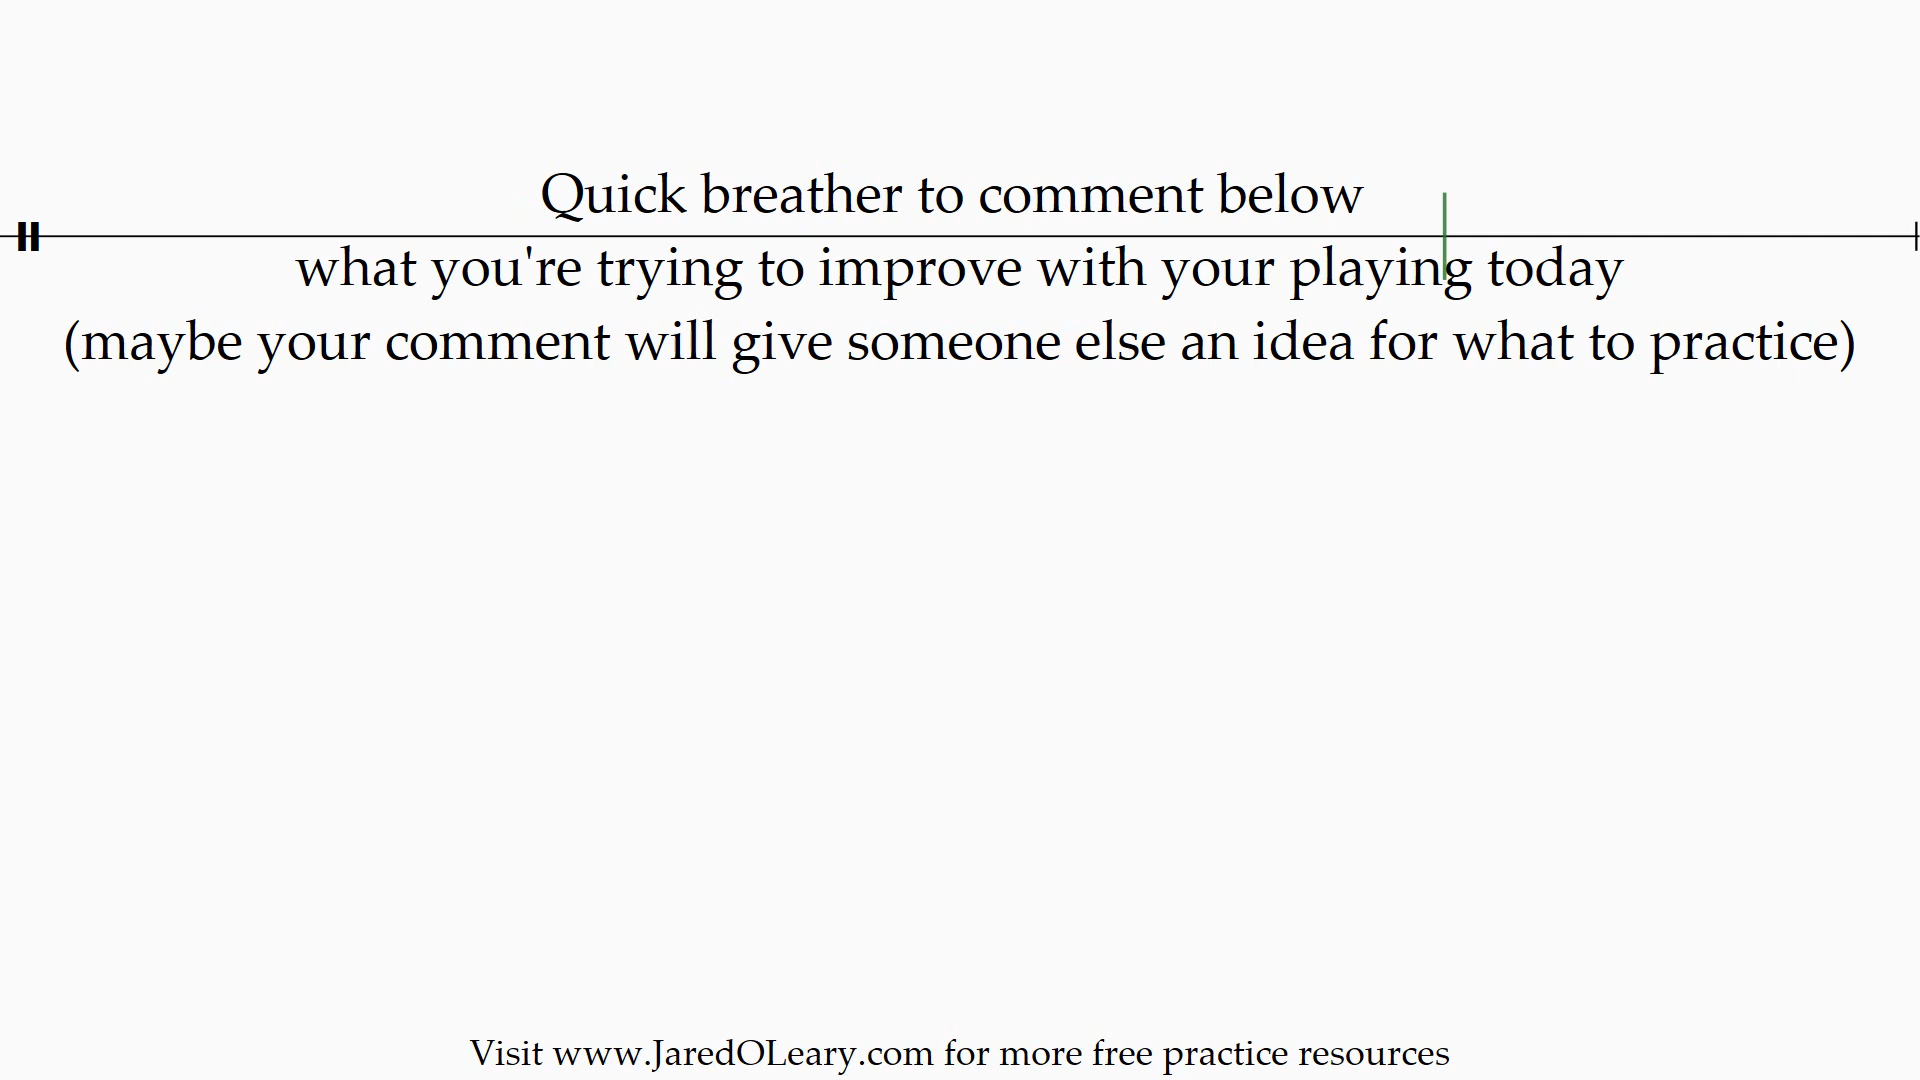 Quick breather to comment below
what you're trying to improve with your playing today
(maybe your comment will give someone else an idea for what to practice)
Visit www.JaredOLeary.com for more free practice resources